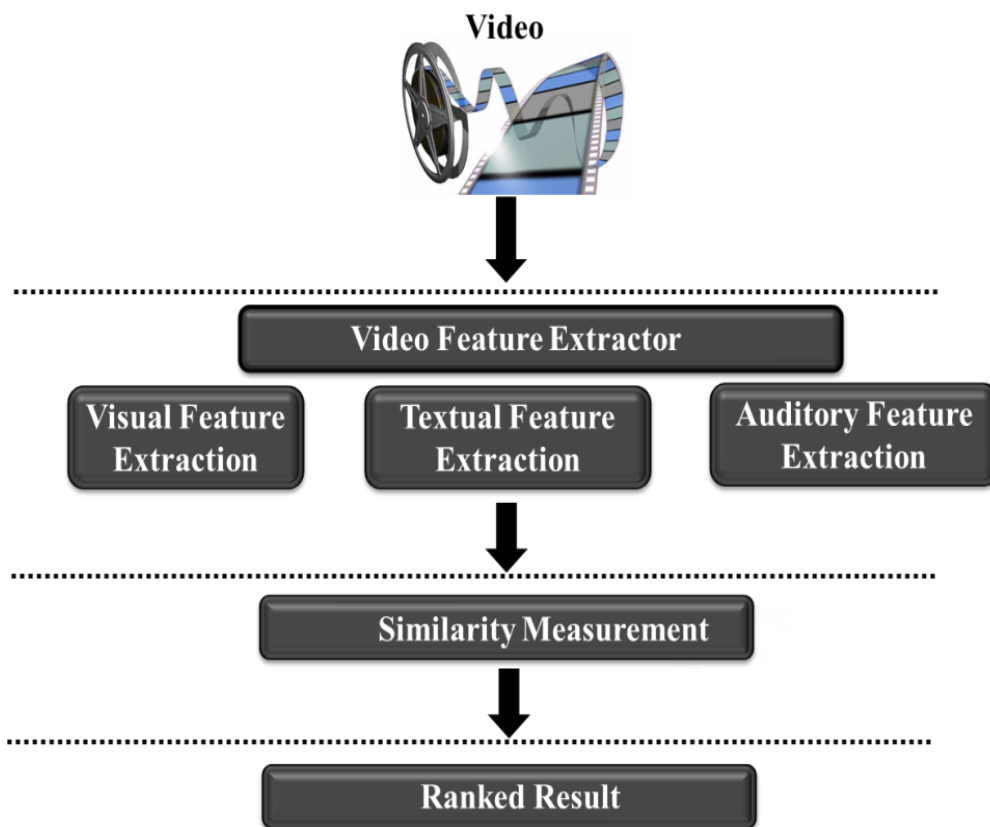 Video
Video Feature Extractor
Visual Feature
Extraction
Textual Feature
Extraction
Auditory Feature
Extraction
Similarity Measurement
Ranked Result